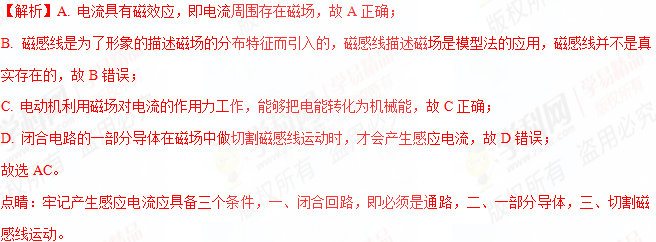 【解析】A. 电流具有磁效应，即电流周围存在磁场，故 A 正确；
B. 磁感线是为了形象的描述磁场的分布特征而引入的，磁感线描述磁场是模型法的应用，磁感线并不是真
实存在的，故 B 错误；
C. 电动机利用磁场对电流的作用力工作，能够把电能转化为机械能，故 C 正确；
D. 闭合电路的一部分导体在磁场中做切割磁感线运动时，才会产生感应电流，故 D 错误；
故选 AC。
点睛：牢记产生感应电流应具备三个条件，一、闭合回路，即必须是通路，二、一部分导体，三、切割磁
感线运动。